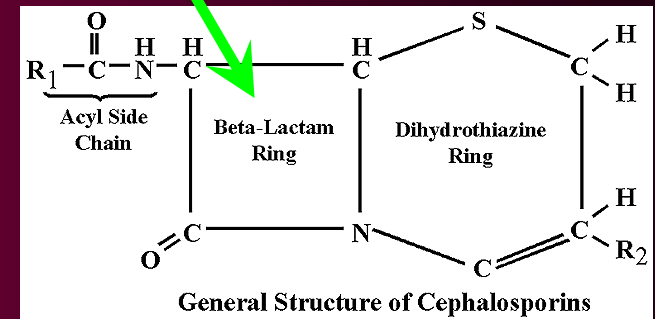 O
H H H S H
R1 C N C C C
H
Acyl Side
Chain
Beta-Lactam
Ring
Dihydrothiazine
Ring
H
C N C
O R2
C
General Structure of Cephalosporins